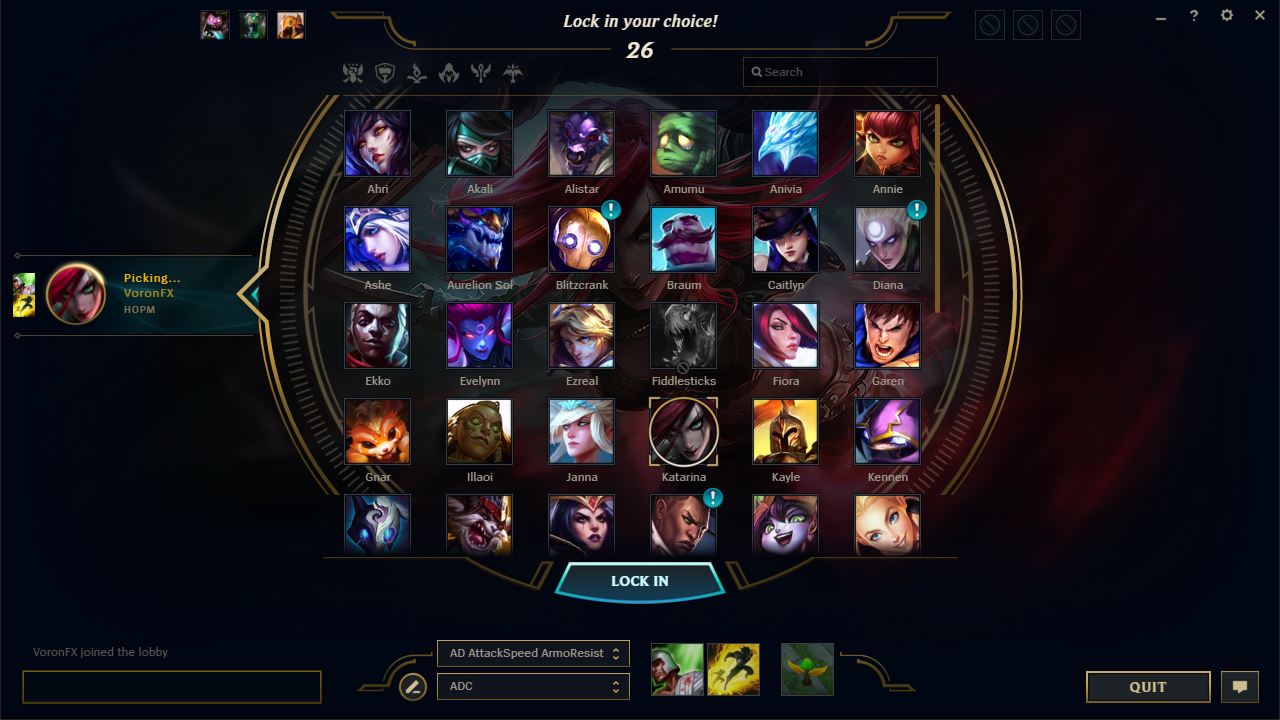 Lock in your choice!
26
Search
Ahri
Akali
Alistar
Amumu
Anivia
Annie
Ashe
Aurelion Sol
Blitzcrank
Braum
Caitlyn
Diana
Picking...
VoronFX
НОРМ
Ekko
Evelynn
Ezreal
Fiddlesticks
Fiora
Garen
Gnar
Illaoi
Janna
Katarina
Kayle
Kennen
LOCK IN
VoronFX joined the lobby
AD AttackSpeed ArmoResist
ADC
QUIT